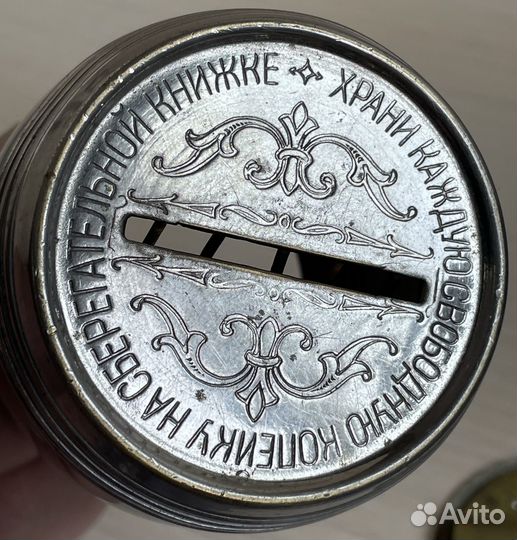 ХРАНИ КАЖДУЮ СВОБОДНУЮ КОПЕЙКУ НА СБЕРЕГАТЕЛЬНОЙ КНИЖКЕ
Avito